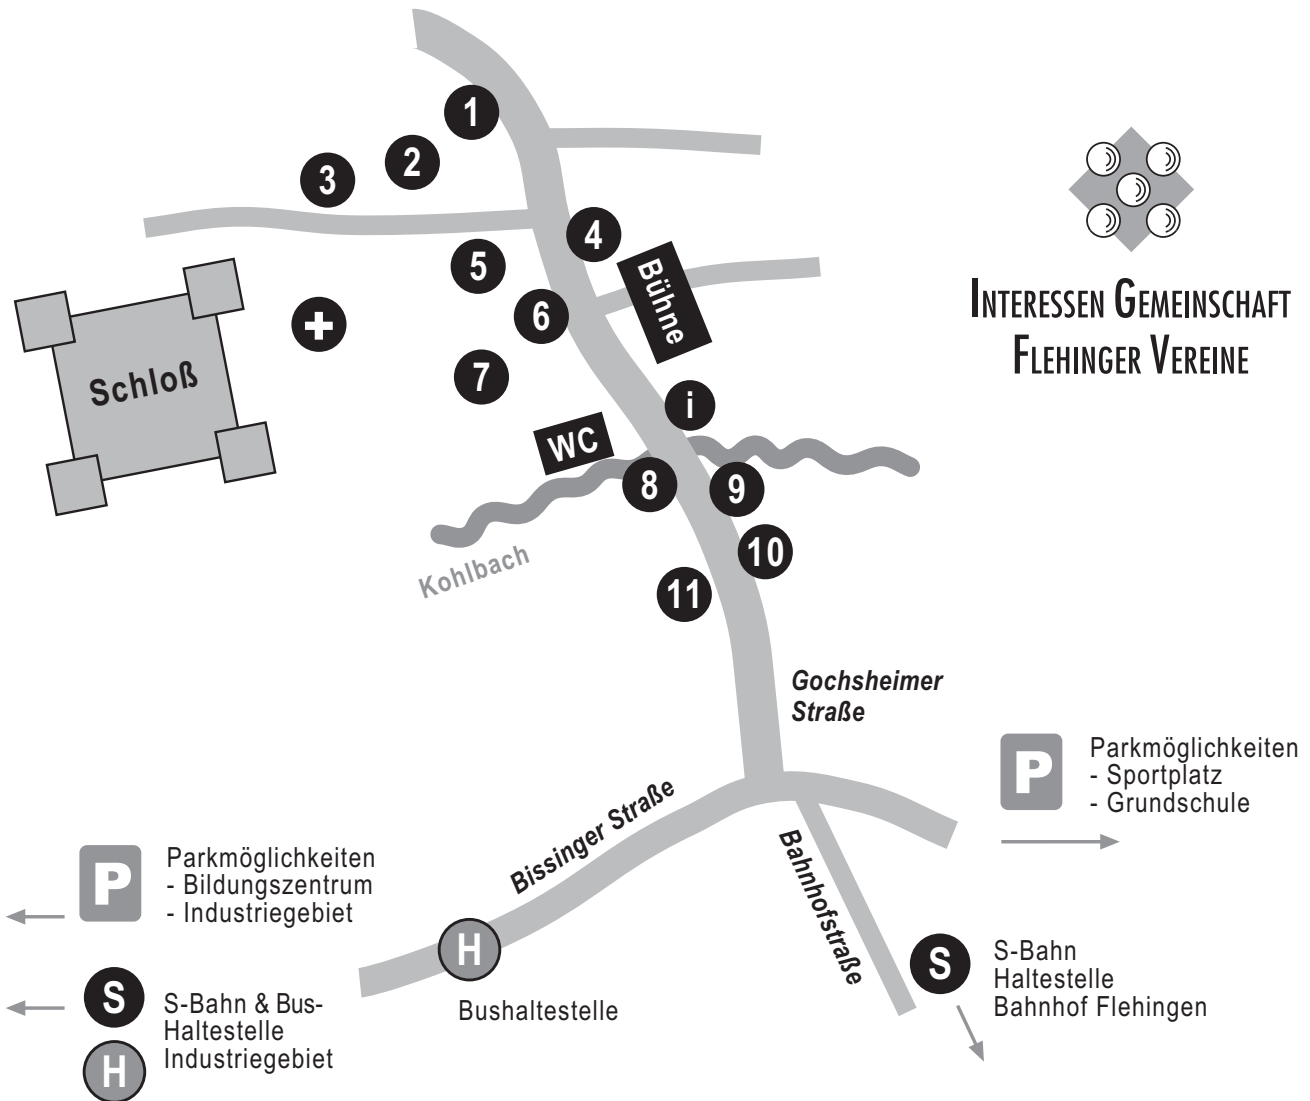 1
2
3
4
5
6
7
8
9
10
11
i
Bühne
WC
Schloß
Kohlbach
INTERESSEN GEMEINSCHAFT
FLEHINGER VEREINE
Gochsheimer
Straße
Bissinger Straße
Bahnhofstraße
P
Parkmöglichkeiten
- Sportplatz
- Grundschule
P
Parkmöglichkeiten
- Bildungszentrum
- Industriegebiet
H
Bushaltestelle
S
S-Bahn
Haltestelle
Bahnhof Flehingen
S
H
S-Bahn & Bus-
Haltestelle
Industriegebiet